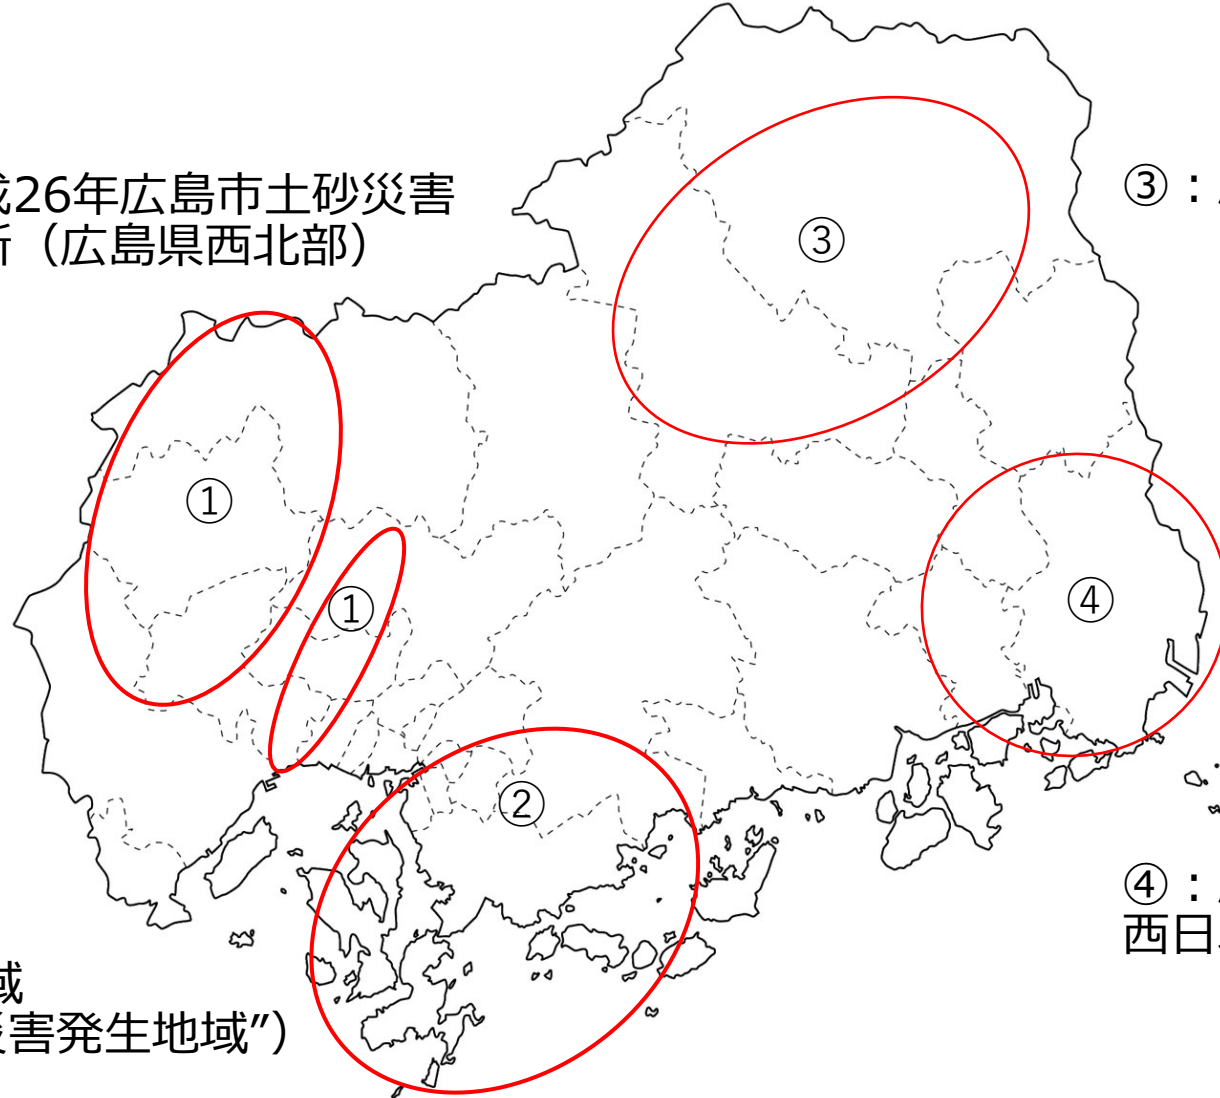 成26年広島市土砂災害
所（広島県西北部）
③：
③
①
①
④
②
④：
西日
域
災害発生地域”）